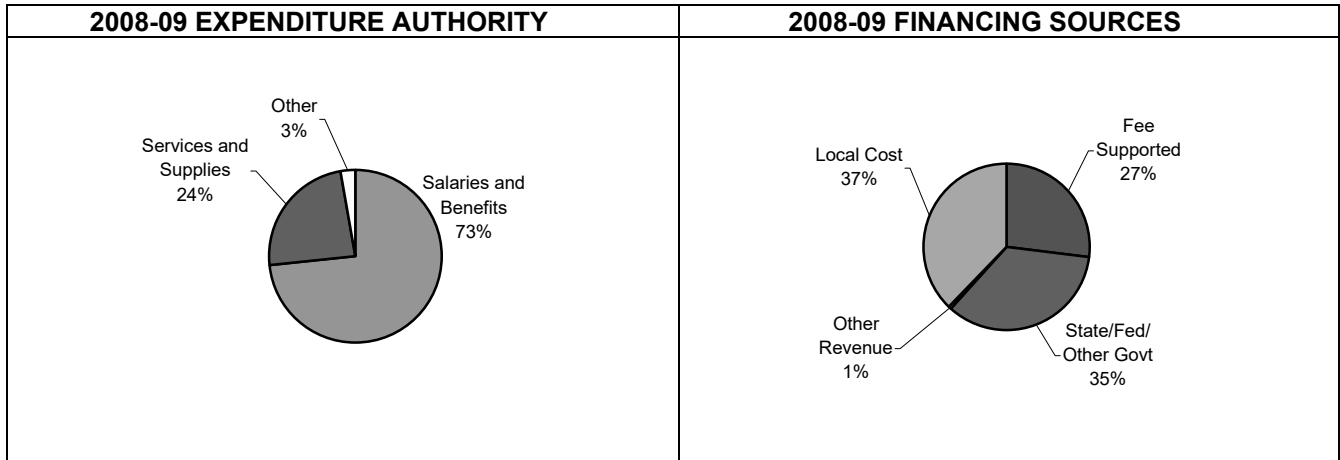 2008-09 EXPENDITURE AUTHORITY
2008-09 FINANCING SOURCES
Other
3%
Services and
Supplies
24%
Salaries and
Benefits
73%
Fee
Supported
27%
Local Cost
37%
Other
Revenue
1%
State/Fed/
Other Govt
35%